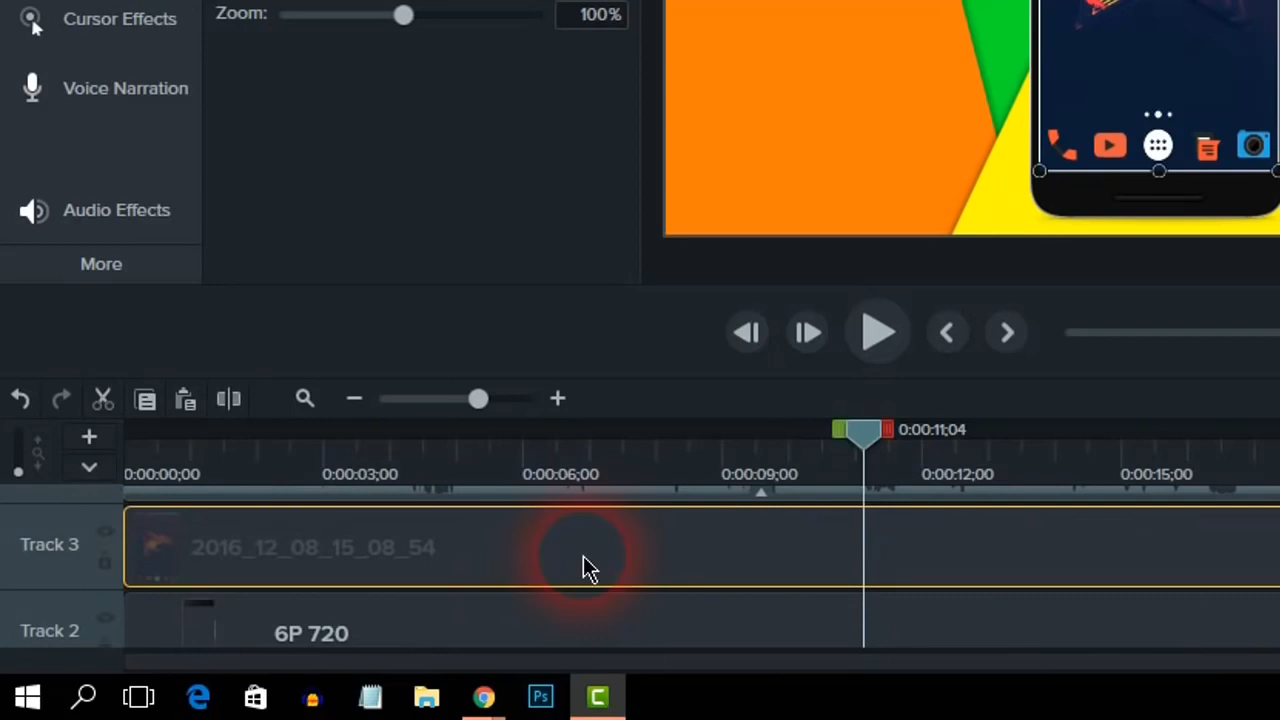 Cursor Effects
Zoom:
100%
Voice Narration
Audio Effects
More
0:00:11;04
0:00:00;00
0:00:03;00
0:00:06;00
0:00:09;00
0:00:12;00
0:00:15;00
Track 3
2016_12_08_15_08_54
Track 2
6P 720
Ps
C